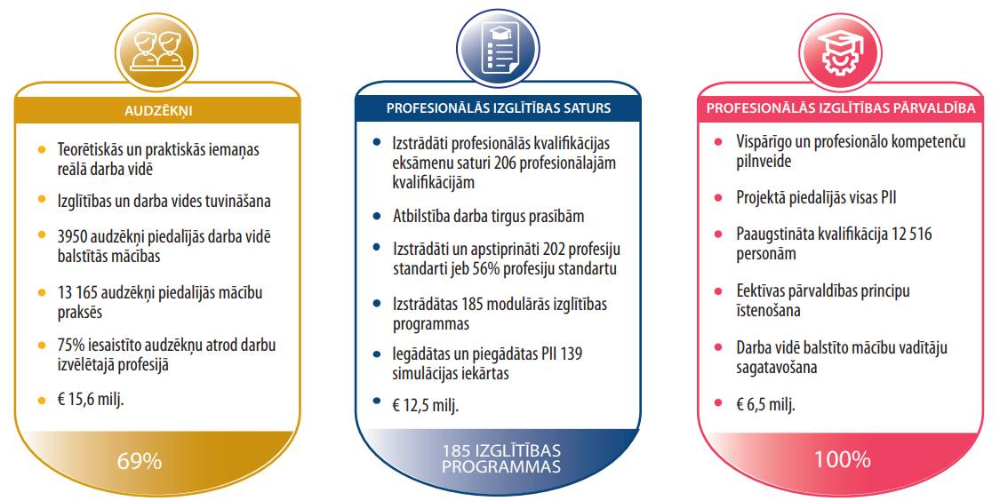 AUDZĒKŅI
Teorētiskās un praktiskās iemaņas
reālā darba vidē
Izglītības un darba vides tuvināšana
3950 audzēkņi piedalījās darba vidē
balstītās mācības
13 165 audzēkņi piedalījās mācību
praksēs
75% iesaistīto audzēkņu atrod darbu
izvēlētajā profesijā
€ 15,6 milj.
69%
PROFESIONĀLĀS IZGLĪTĪBAS SATURS
Izstrādāti profesionālās kvalifikācijas
eksāmenu saturi 206 profesionālajām
kvalifikācijām
Atbilstība darba tirgus prasībām
Izstrādāti un apstiprināti 202 profesiju
standarti jeb 56% profesiju standartu
Izstrādātas 185 modulārās izglītības
programmas
Iegādātas un piegādātas PII 139
simulācijas iekārtas
€ 12,5 milj.
185 IZGLĪTĪBAS
PROGRAMMAS
PROFESIONĀLĀS IZGLĪTĪBAS PĀRVALDĪBA
Vispārīgo un profesionālo kompetenču
pilnveide
Projektā piedalījās visas PII
Paaugstināta kvalifikācija 12 516
personām
Eektīvas pārvaldības principu
īstenošana
Darba vidē balstīto mācību vadītāju
sagatavošana
€ 6,5 milj.
100%